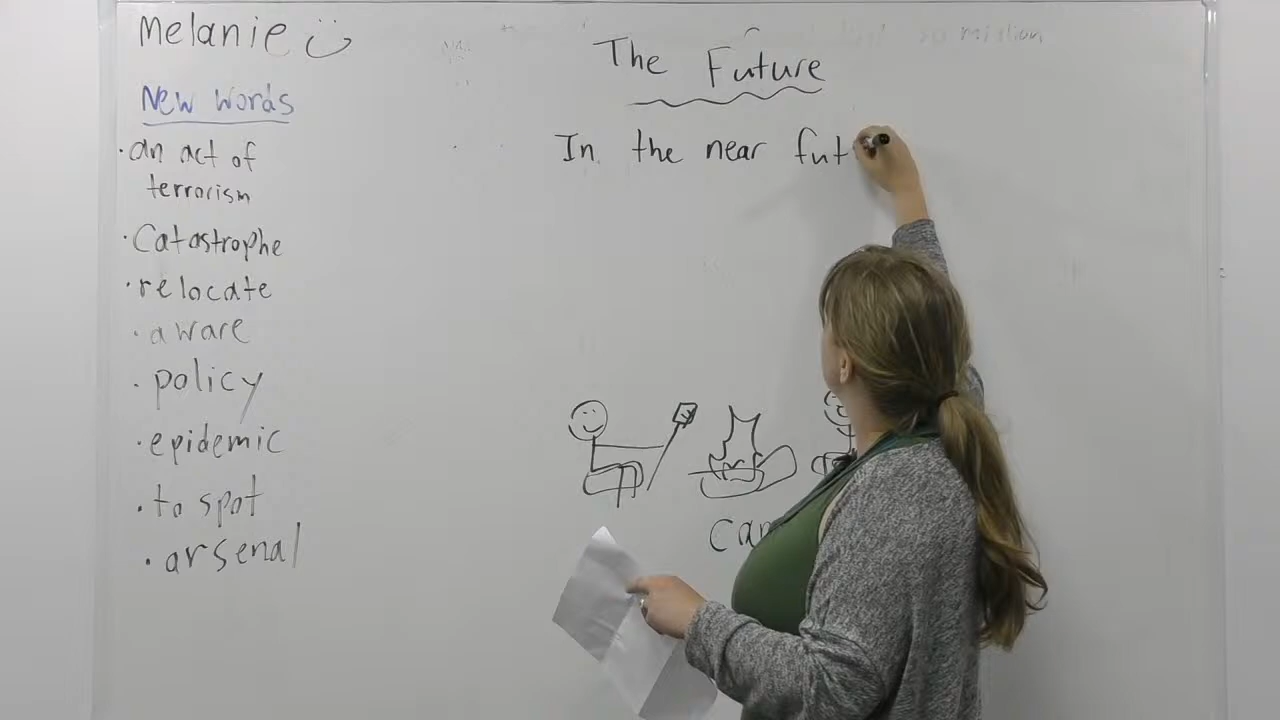 Melanie
New words
·an act of
terrorism
·Catastrophe
·relocate
·aware
·policy
·epidemic
·to spot
·arsenal
The Future
In the near fut